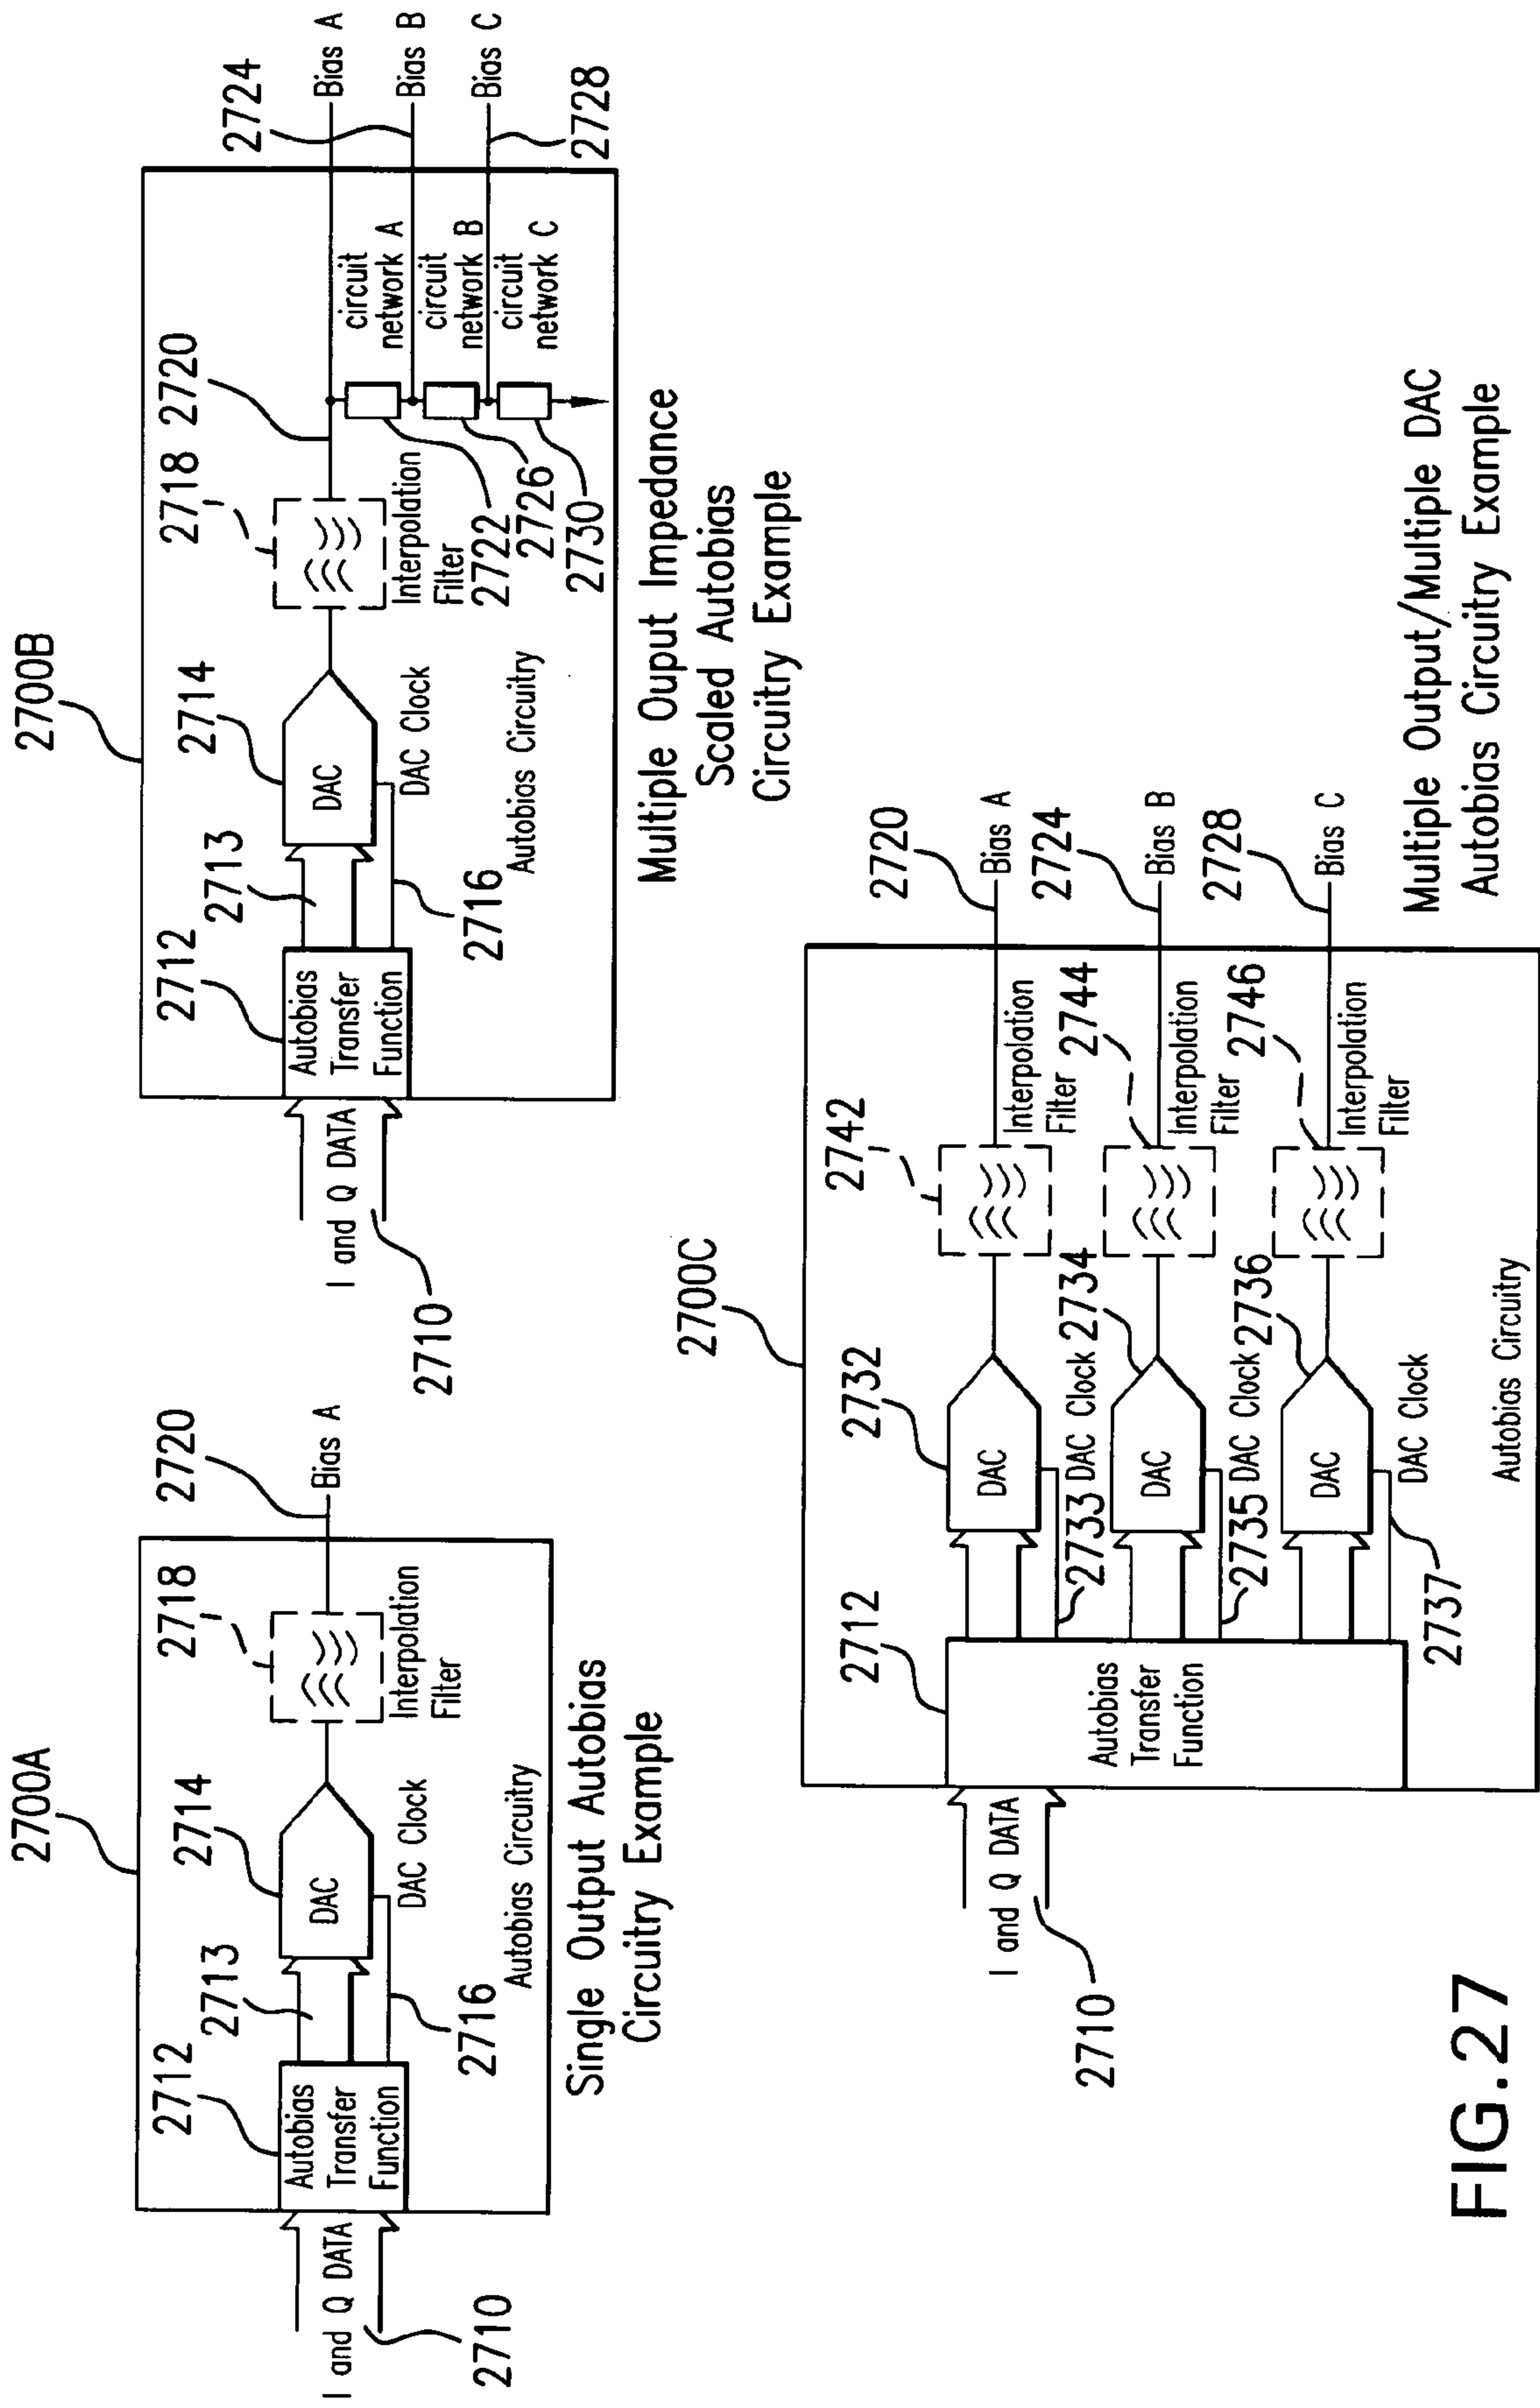 2700A
2712
2713
2714
2718
2720
I and Q DATA
2710
Autobias
Transfer
Function
DAC
DAC Clock
2716
Interpolation
Filter
Bias A
Autobias Circuitry
Single Output Autobias
Circuitry Example
2700B
2712
2713
2714
2718
2720
2724
I and Q DATA
2710
Autobias
Transfer
Function
DAC
DAC Clock
2716
Interpolation
Filter
2722
2726
2730
circuit
network A
circuit
network B
circuit
network C
Bias A
Bias B
Bias C
2728
Autobias Circuitry
Multiple Ouput Impedance
Scaled Autobias
Circuitry Example
2700C
2712
2732
2742
2720
I and Q DATA
2710
Autobias
Transfer
Function
DAC
2733
DAC Clock
2734
Interpolation
Filter
2744
Bias A
2724
DAC
2735
DAC Clock
2736
Interpolation
Filter
2746
Bias B
2728
DAC
DAC Clock
2737
Interpolation
Filter
Bias C
Autobias Circuitry
Multiple Output/Multiple DAC
Autobias Circuitry Example
FIG.27